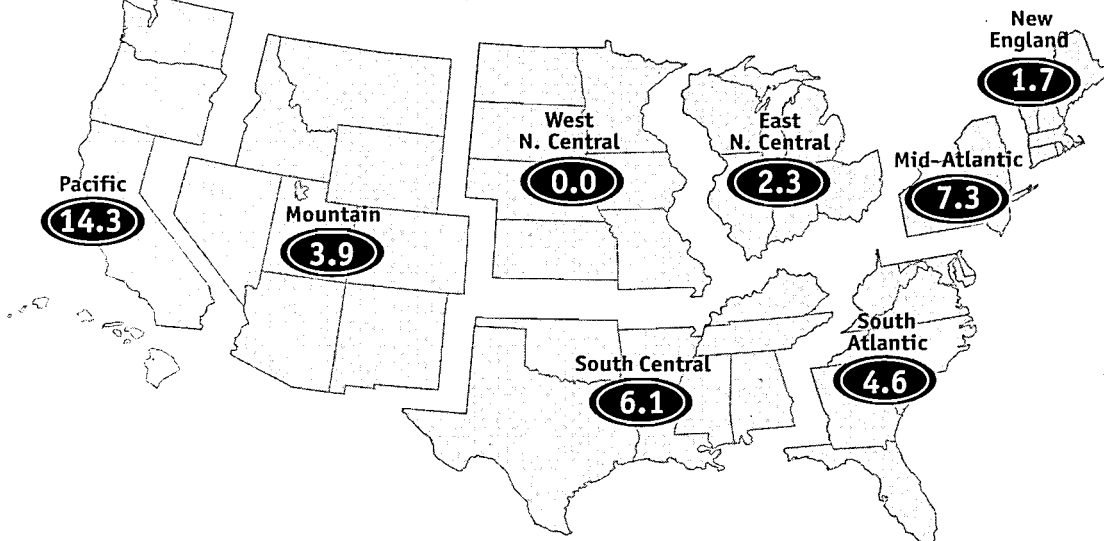 New
England
1.7
West
N. Central
0.0
East
N. Central
2.3
Mid-Atlantic
7.3
Pacific
14.3
Mountain
3.9
South
Atlantic
4.6
South Central
6.1